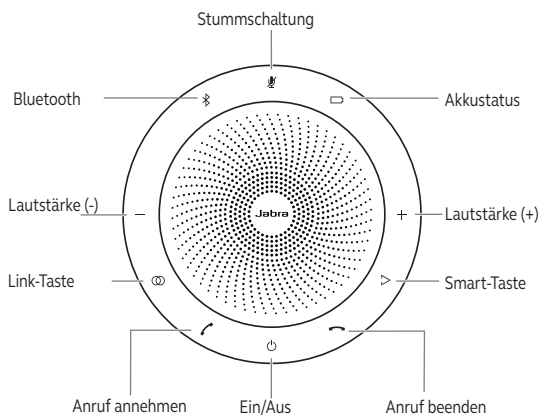 Stummschaltung
Bluetooth
Akkustatus
Jabra
Lautstärke (-)
Lautstärke (+)
Link-Taste
Smart-Taste
Anruf annehmen
Ein/Aus
Anruf beenden